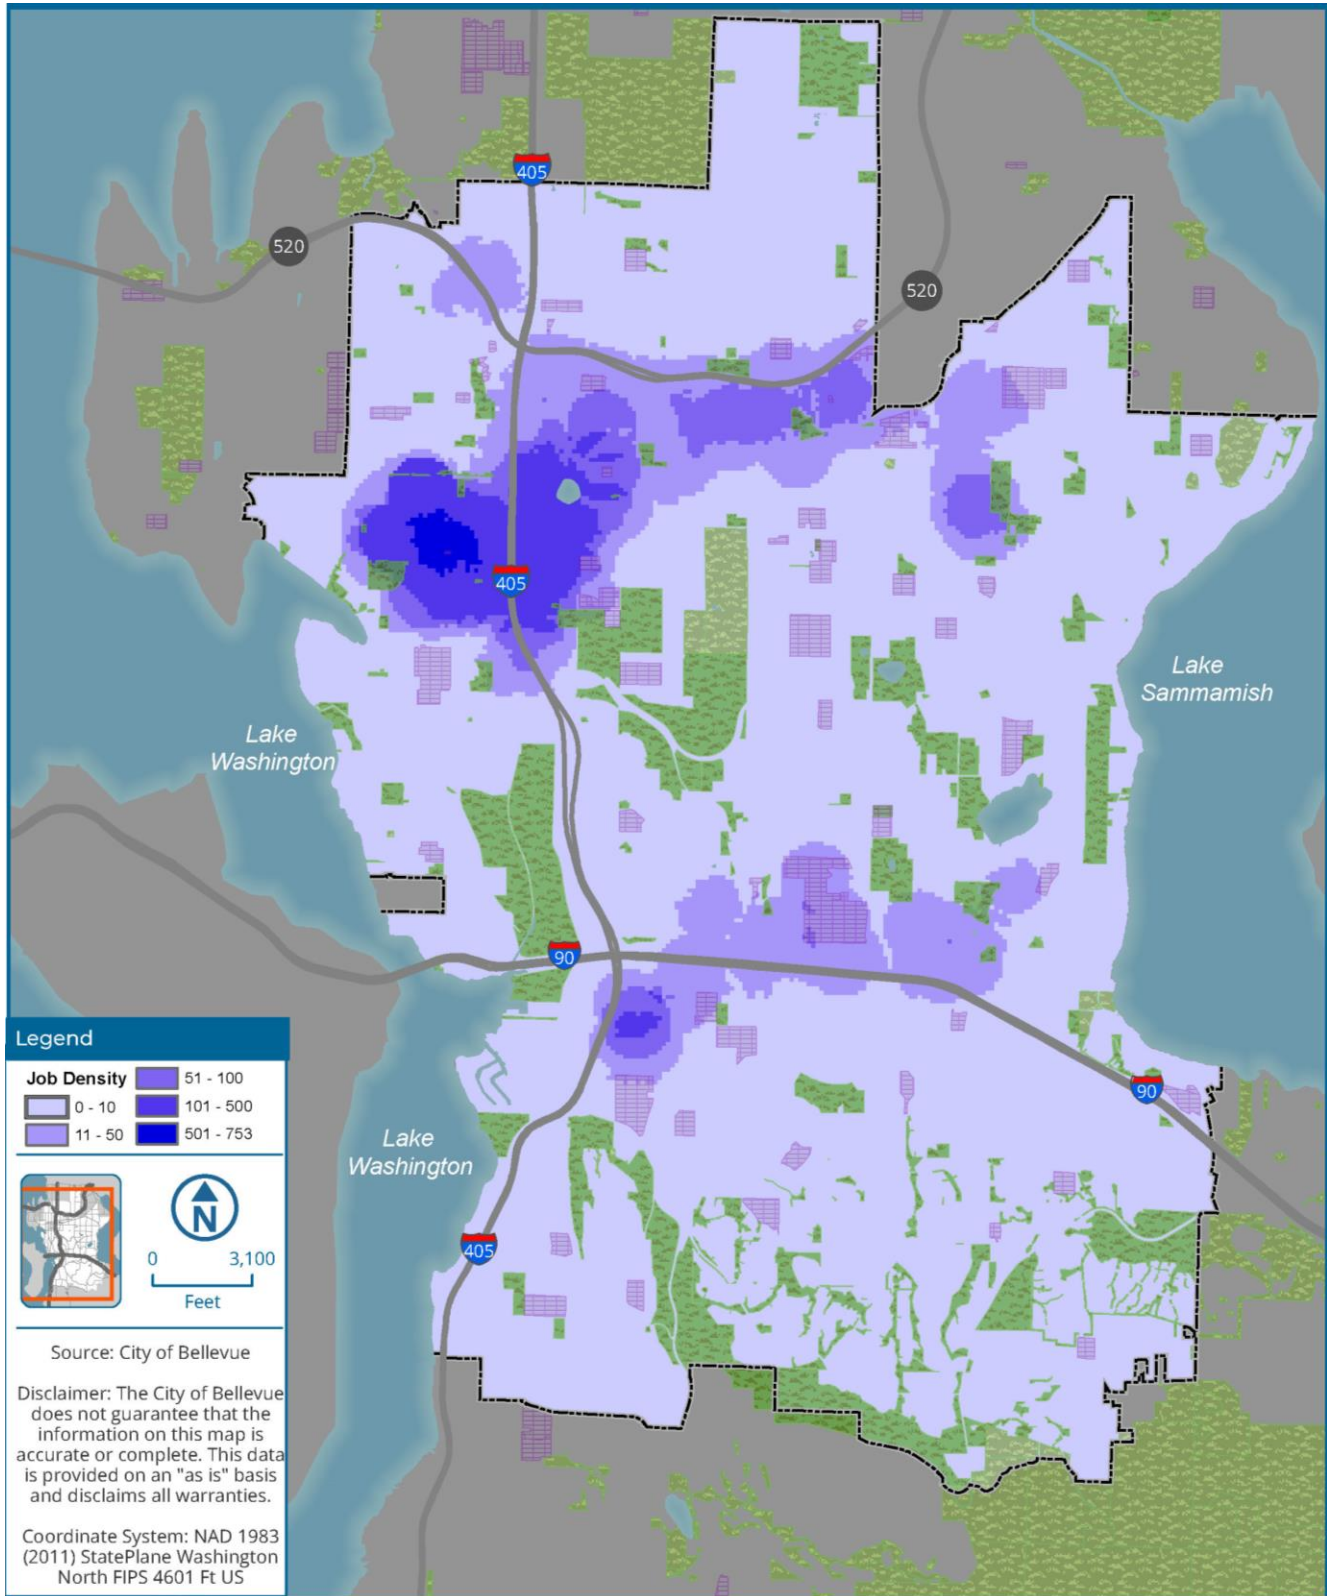 405
520
520
405
Lake
Sammamish
Lake
Washington
90
Legend
Job Density
0 - 10
11 - 50
51 - 100
101 - 500
501 - 753
90
Lake
Washington
N
0 3,100
Feet
405
Source: City of Bellevue
Disclaimer: The City of Bellevue
does not guarantee that the
information on this map is
accurate or complete. This data
is provided on an "as is" basis
and disclaims all warranties.
Coordinate System: NAD 1983
(2011) StatePlane Washington
North FIPS 4601 Ft US